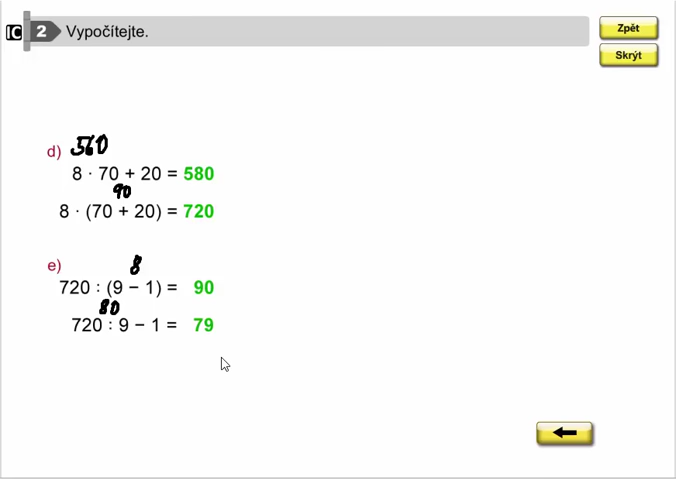 2 Vypočítejte.
Zpět
Skrýt
d) 560
8 · 70 + 20 = 580
90
8 · (70 + 20) = 720
e) 8
720 : (9 − 1) = 90
80
720 : 9 − 1 = 79